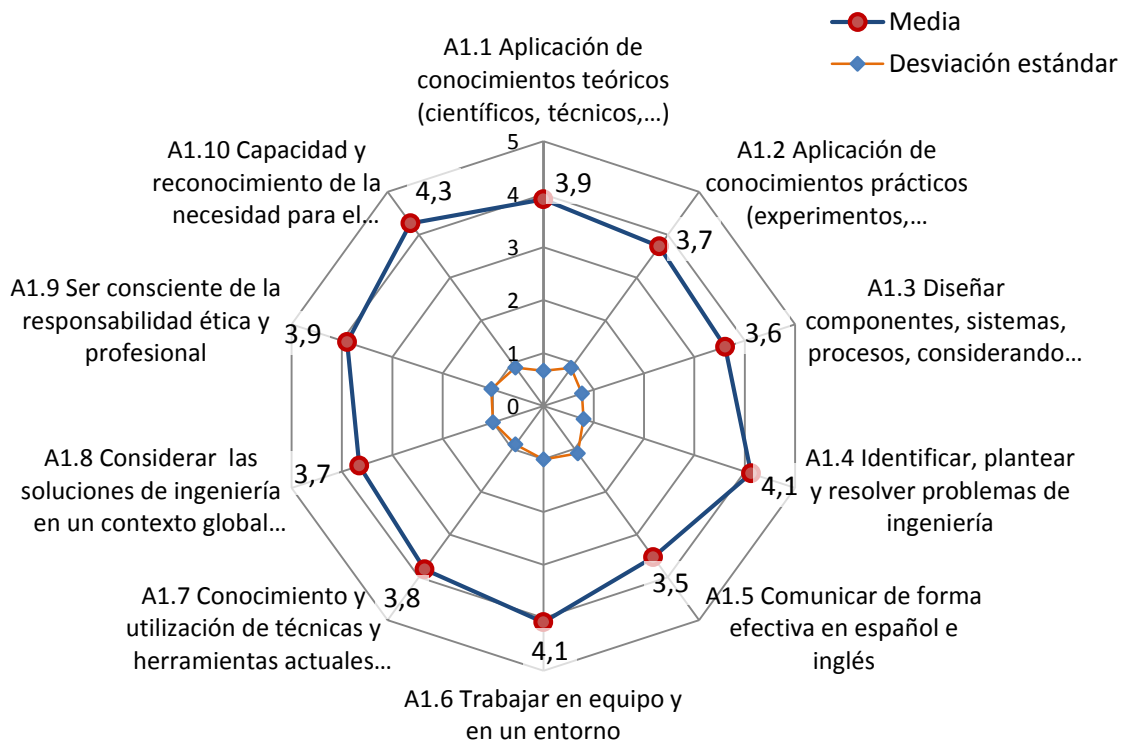 Media
Desviación estándar
A1.1 Aplicación de
conocimientos teóricos
(científicos, técnicos,...)
A1.2 Aplicación de
conocimientos prácticos
(experimentos,...
A1.3 Diseñar
componentes, sistemas,
procesos, considerando...
A1.4 Identificar, plantear
y resolver problemas de
ingeniería
A1.5 Comunicar de forma
efectiva en español e
inglés
A1.6 Trabajar en equipo y
en un entorno
A1.7 Conocimiento y
utilización de técnicas y
herramientas actuales...
A1.8 Considerar las
soluciones de ingeniería
en un contexto global...
A1.9 Ser consciente de la
responsabilidad ética y
profesional
A1.10 Capacidad y
reconocimiento de la
necesidad para el...
5
4
3
2
1
0
3,9
3,7
3,6
4,1
3,5
4,1
3,8
3,7
3,9
4,3